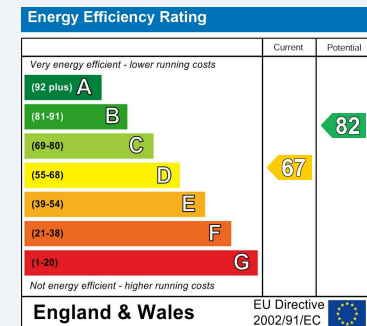 Energy Efficiency Rating
Current Potential
Very energy efficient - lower running costs
(92 plus) A
(81-91) B
82
(69-80) C
67
(55-68) D
(39-54) E
(21-38) F
(1-20) G
Not energy efficient - higher running costs
England & Wales
EU Directive
2002/91/EC